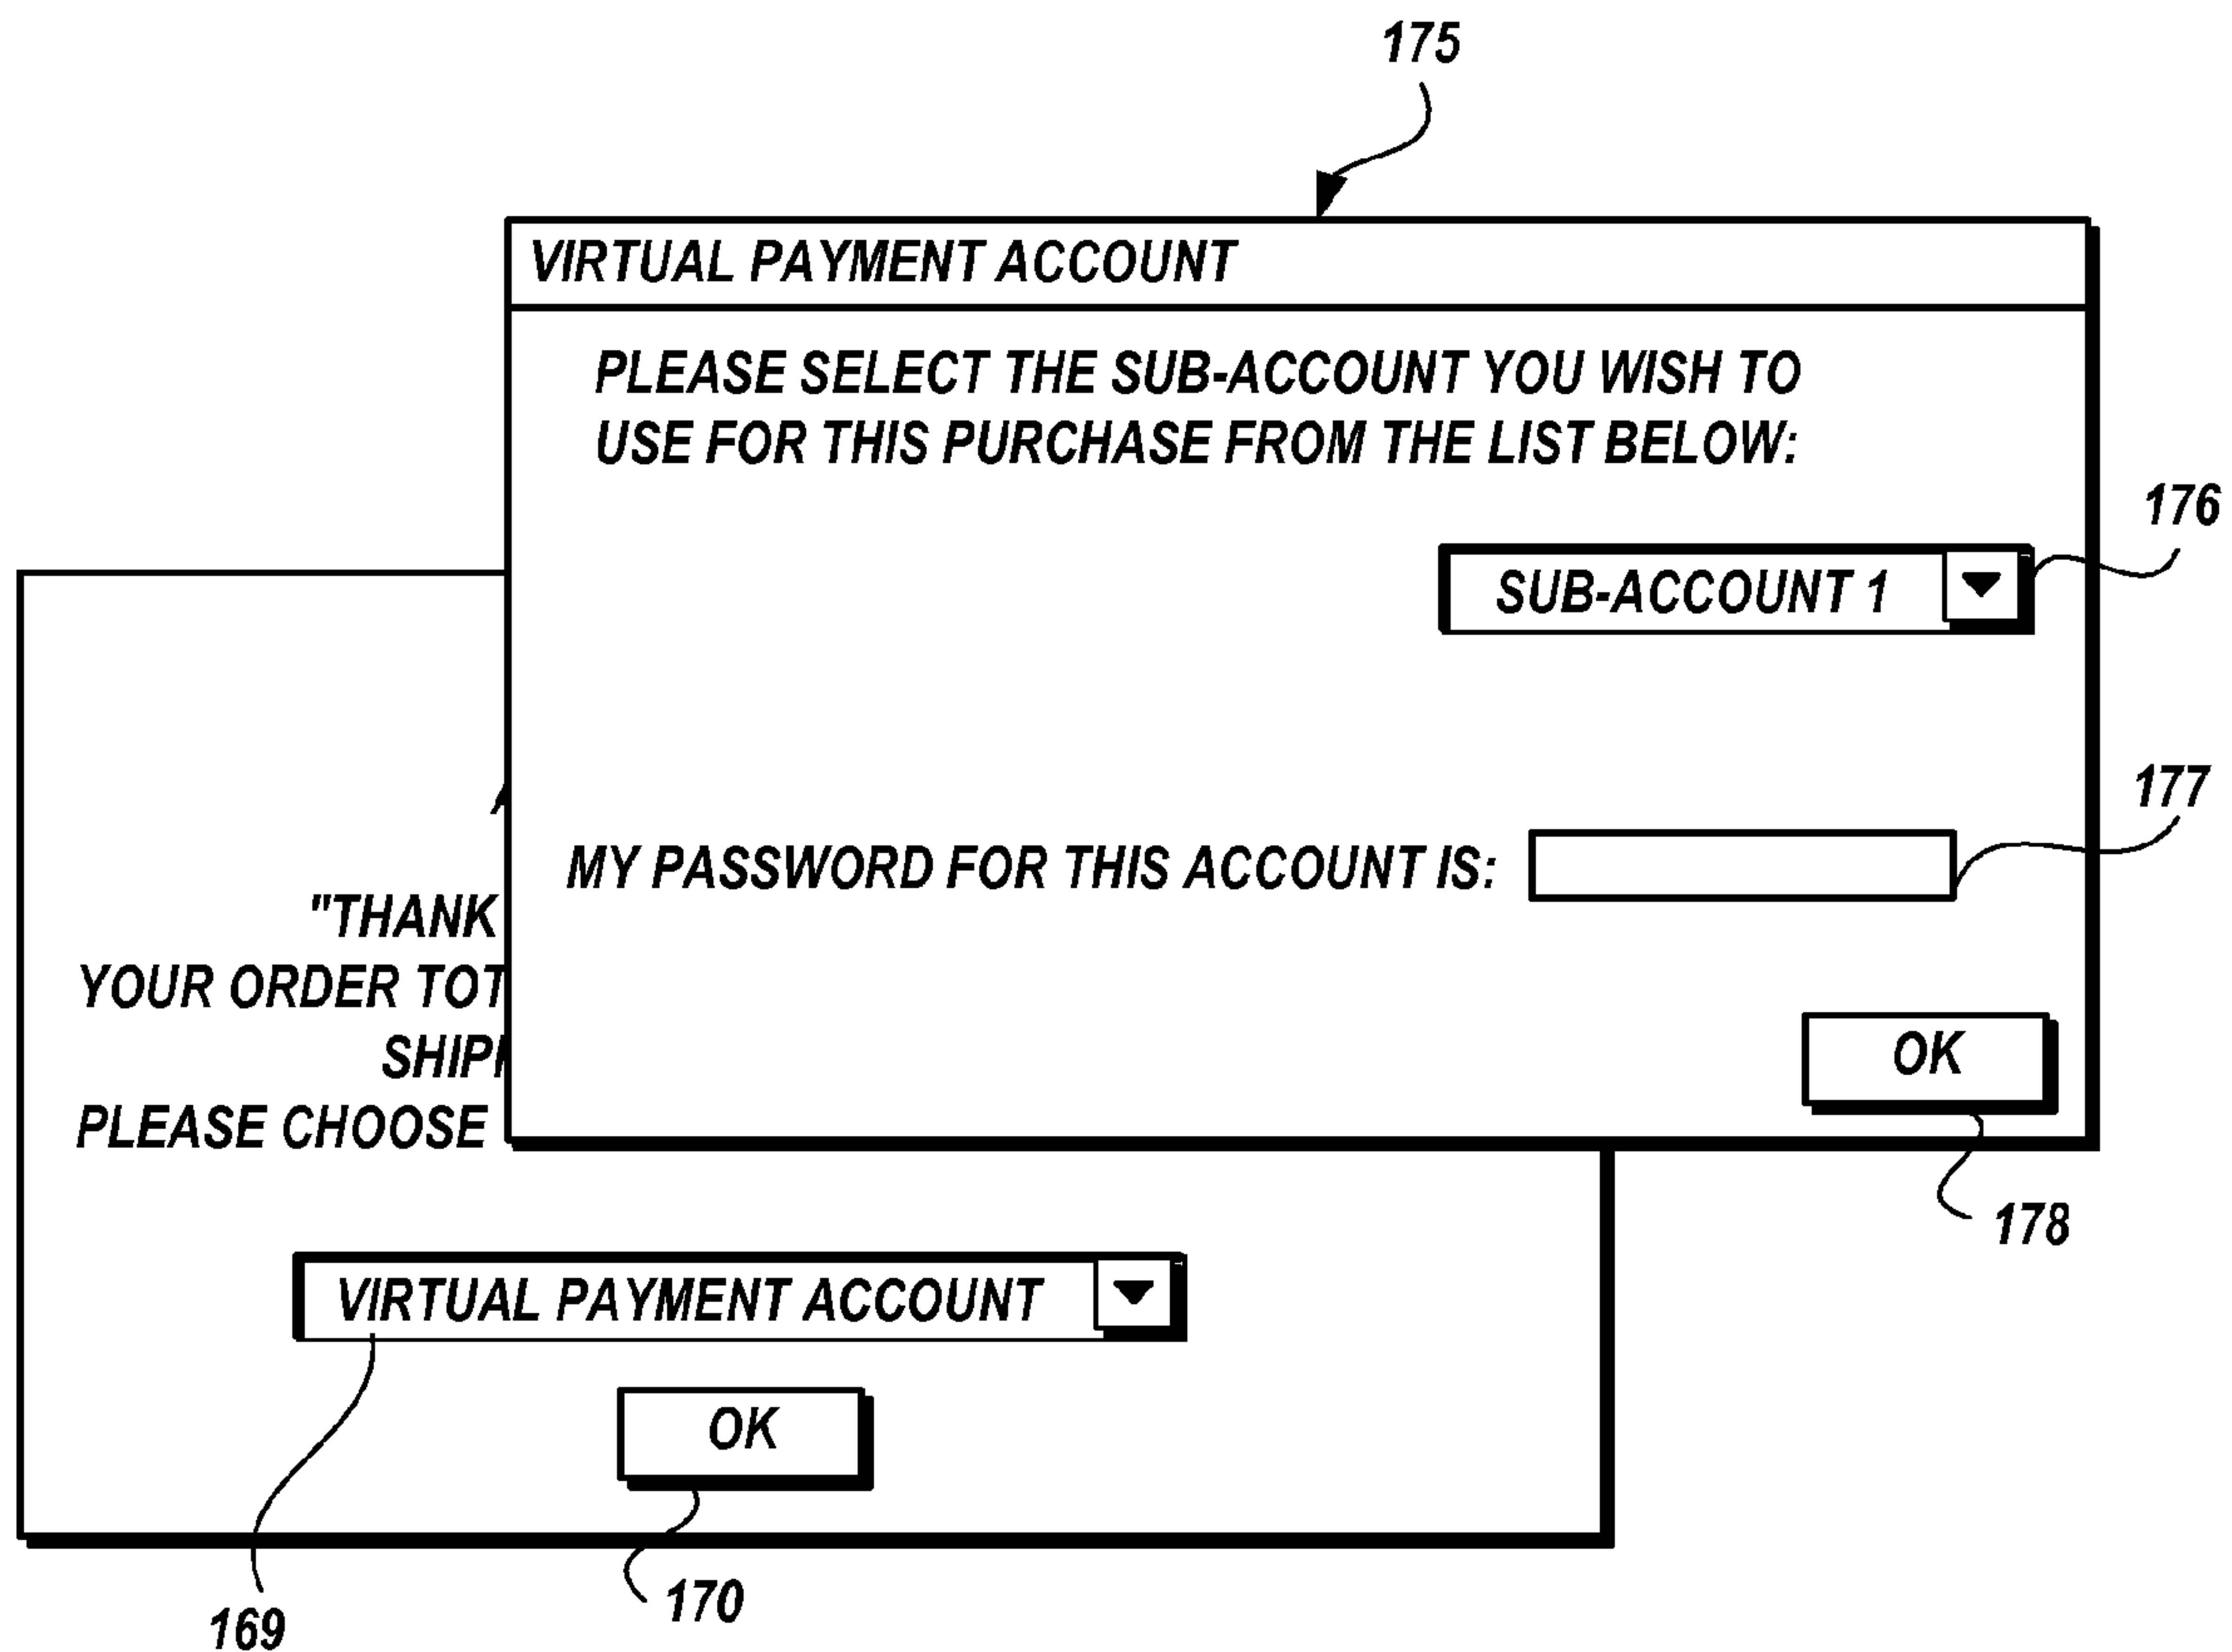 175
VIRTUAL PAYMENT ACCOUNT
PLEASE SELECT THE SUB-ACCOUNT YOU WISH TO
USE FOR THIS PURCHASE FROM THE LIST BELOW:
176
SUB-ACCOUNT 1
177
MY PASSWORD FOR THIS ACCOUNT IS:
OK
178
"THANK
YOUR ORDER TOT
SHIP
PLEASE CHOOSE
VIRTUAL PAYMENT ACCOUNT
OK
170
169